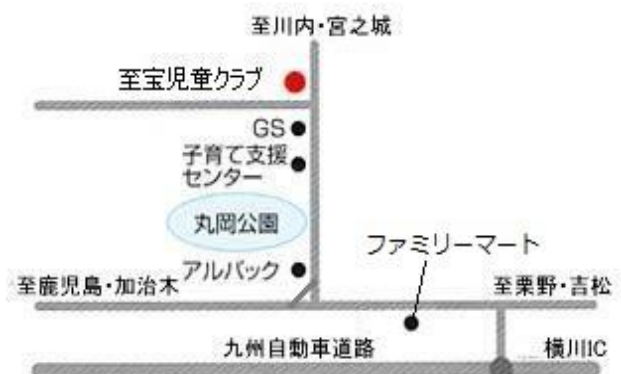 至川内・宮之城
至宝児童クラブ
GS
子育て支援
センター
丸岡公園
ファミリーマート
アルバック
至鹿児島・加治木
至栗野・吉松
九州自動車道路
横川IC